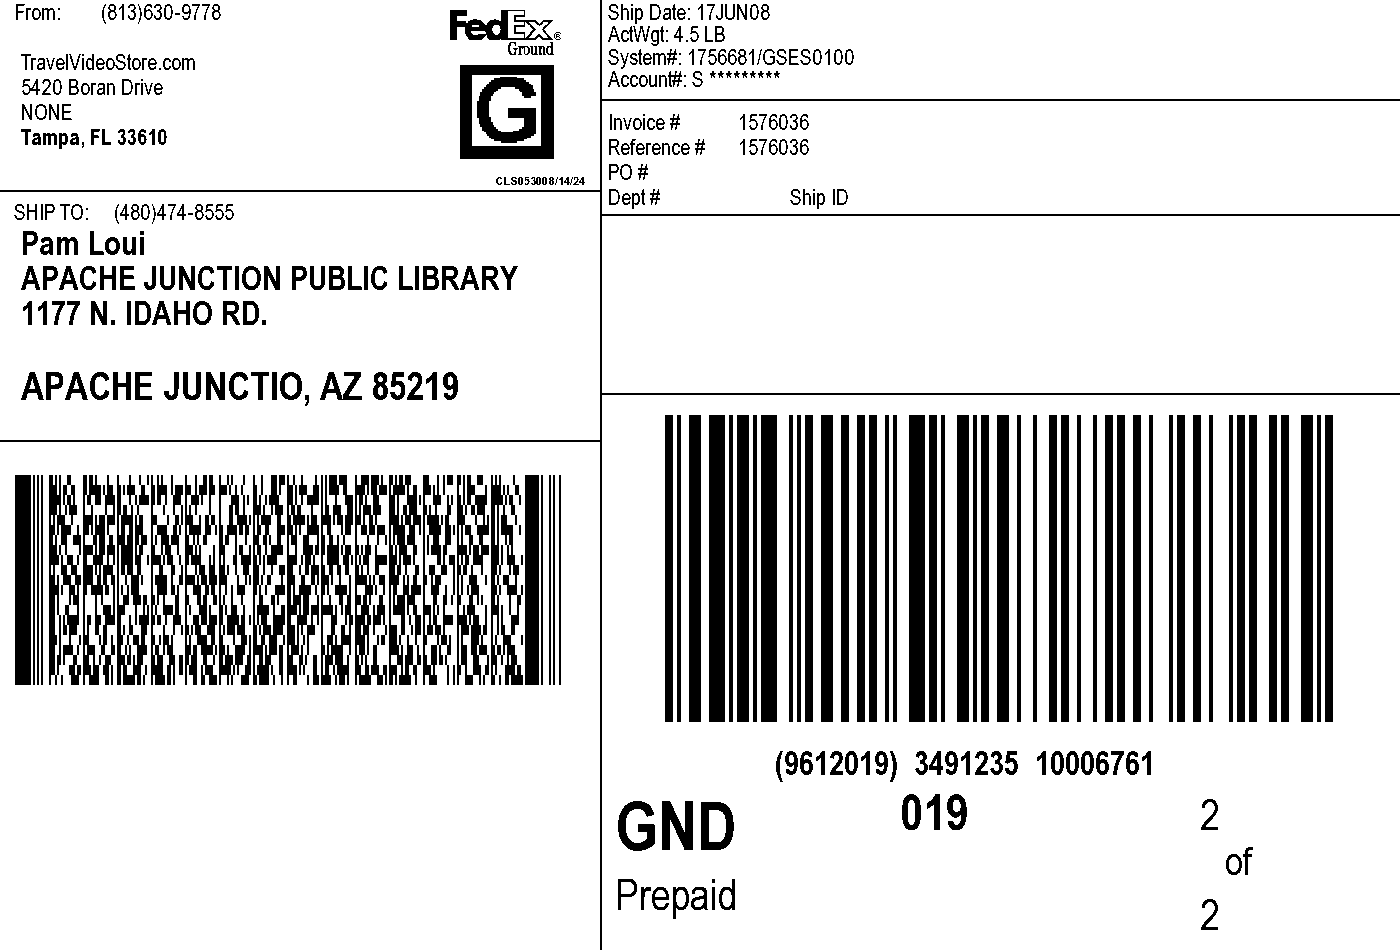 From: (813)630-9778
TravelVideoStore.com
5420 Boran Drive
NONE
Tampa, FL 33610
FedEx®
Ground
G
CLS053008/14/24
Ship Date: 17JUN08
ActWgt: 4.5 LB
System#: 1756681/GSES0100
Account#: S *********
Invoice # 1576036
Reference # 1576036
PO #
Dept # Ship ID
SHIP TO: (480)474-8555
Pam Loui
APACHE JUNCTION PUBLIC LIBRARY
1177 N. IDAHO RD.
APACHE JUNCTIO, AZ 85219
(9612019) 3491235 10006761
GND 019 2
of
Prepaid 2